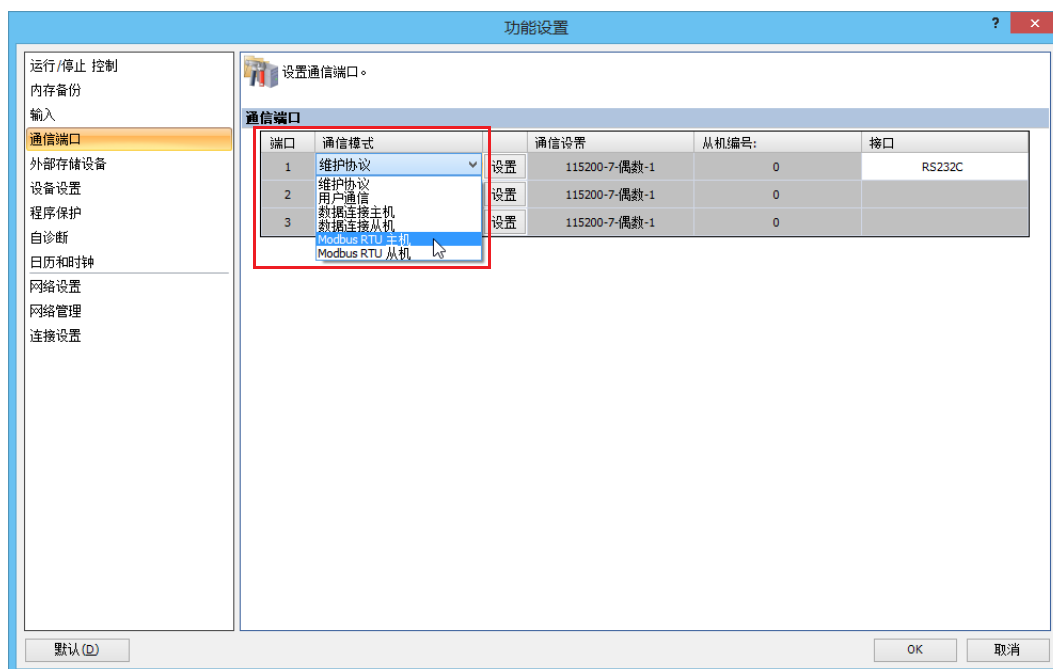 功能设置
?
×
运行/停止 控制
内存备份
输入
通信端口
外部存储设备
设备设置
程序保护
自诊断
日历和时钟
网络设置
网络管理
连接设置
设置通信端口。
通信端口
端口 通信模式 通信设置 从机编号: 接口
1 维护协议 设置 115200-7-偶数-1 0 RS232C
2 设置 115200-7-偶数-1 0
3 设置 115200-7-偶数-1 0
维护协议
用户通信
数据连接主机
数据连接从机
Modbus RTU 主机
Modbus RTU 从机
默认(D) OK 取消